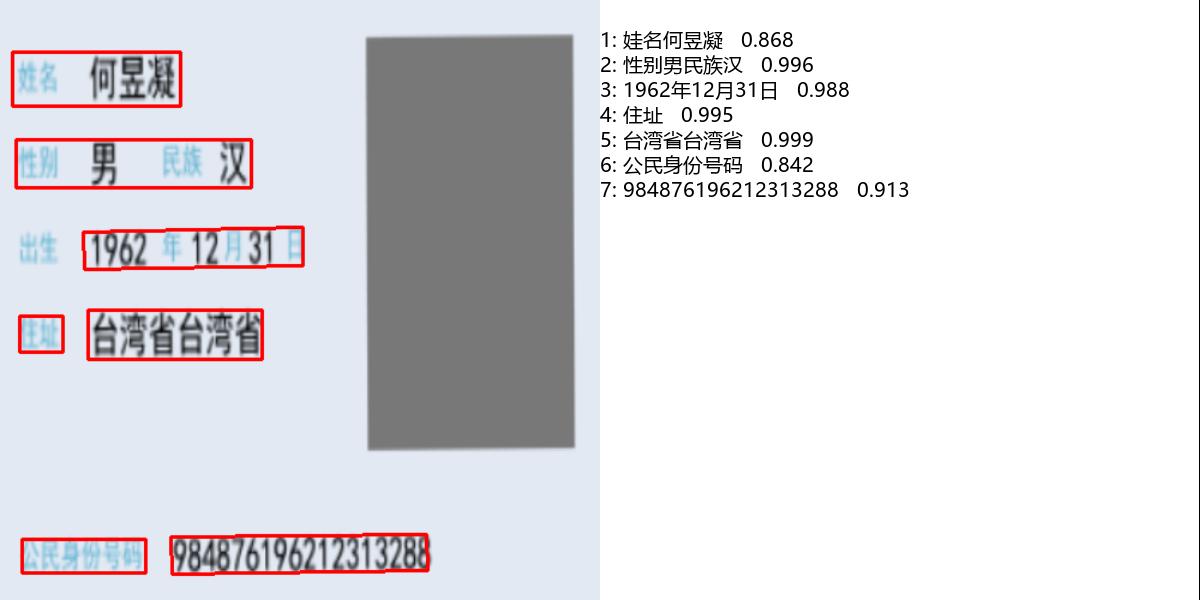 姓名 何昱凝
性别 男 民族 汉
出生 1962 年 12 月 31 日
住址 台湾省台湾省
公民身份号码 984876196212313288
1: 娃名何昱凝 0.868
2: 性别男民族汉 0.996
3: 1962年12月31日 0.988
4: 住址 0.995
5: 台湾省台湾省 0.999
6: 公民身份号码 0.842
7: 984876196212313288 0.913